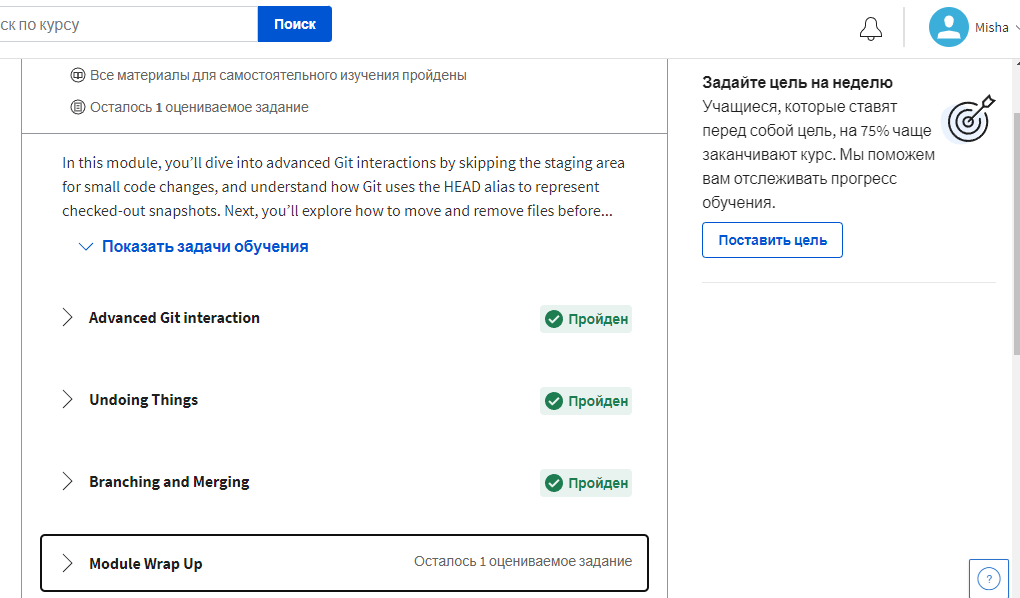 ск по курсу
Поиск
Misha
Все материалы для самостоятельного изучения пройдены
Осталось 1 оцениваемое задание
In this module, you’ll dive into advanced Git interactions by skipping the staging area
for small code changes, and understand how Git uses the HEAD alias to represent
checked-out snapshots. Next, you’ll explore how to move and remove files before...
Показать задачи обучения
Advanced Git interaction
Пройден
Undoing Things
Пройден
Branching and Merging
Пройден
Module Wrap Up
Осталось 1 оцениваемое задание
Задайте цель на неделю
Учащиеся, которые ставят
перед собой цель, на 75% чаще
заканчивают курс. Мы поможем
вам отслеживать прогресс
обучения.
Поставить цель
?